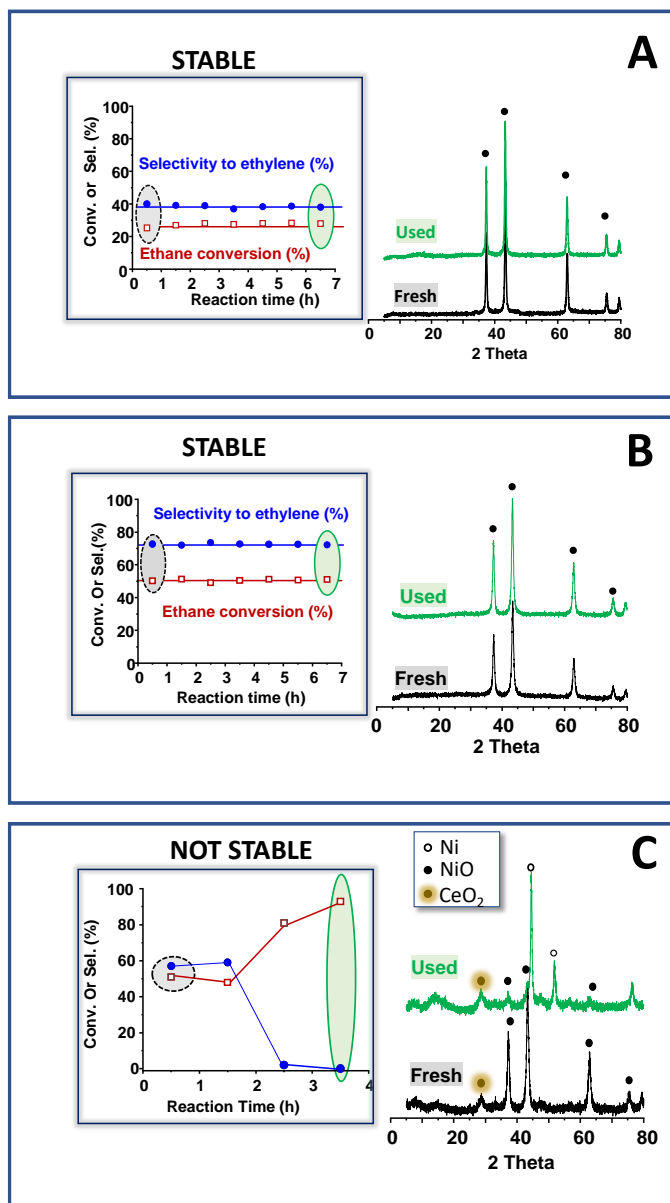 A
STABLE
100
80
60
40
20
0
Conv. or Sel. (%)
Selectivity to ethylene (%)
Ethane conversion (%)
0 1 2 3 4 5 6 7
Reaction time (h)
Used
Fresh
0 20 40 60 80
2 Theta
B
STABLE
100
80
60
40
20
0
Conv. Or Sel.(%)
Selectivity to ethylene (%)
Ethane conversion (%)
0 1 2 3 4 5 6 7
Reaction time (h)
Used
Fresh
0 20 40 60 80
2 Theta
C
NOT STABLE
100
80
60
40
20
0
Conv. Or Sel. (%)
0 1 2 3 4
Reaction Time (h)
Ni
NiO
CeO₂
Used
Fresh
0 20 40 60 80
2 Theta